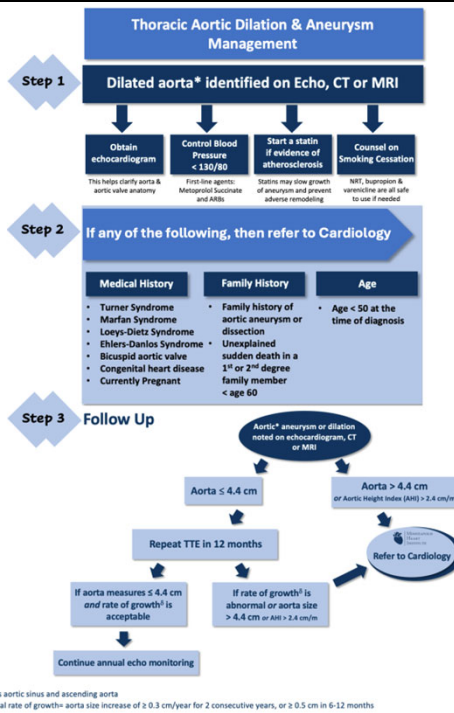 Thoracic Aortic Dilation & Aneurysm
Management
Step 1
Dilated aorta* identified on Echo, CT or MRI
Obtain
echocardiogram
This helps clarify aorta &
aortic valve anatomy
Control Blood
Pressure
< 130/80
First-line agents:
Metoprolol Succinate
and ARBs
Start a statin
if evidence of
atherosclerosis
Statins may slow growth
of aneurysm and prevent
adverse remodeling
Counsel on
Smoking Cessation
NRT, bupropion &
varenicline are all safe
to use if needed
Step 2
If any of the following, then refer to Cardiology
Medical History
• Turner Syndrome
• Marfan Syndrome
• Loeys-Dietz Syndrome
• Ehlers-Danlos Syndrome
• Bicuspid aortic valve
• Congenital heart disease
• Currently Pregnant
Family History
• Family history of
aortic aneurysm or
dissection
• Unexplained
sudden death in a
1st or 2nd degree
family member
< age 60
Age
• Age < 50 at the
time of diagnosis
Step 3
Follow Up
Aortic* aneurysm or dilation
noted on echocardiogram, CT
or MRI
Aorta ≤ 4.4 cm
Aorta > 4.4 cm
or Aortic Height Index (AHI) > 2.4 cm/m
Repeat TTE in 12 months
Refer to Cardiology
If aorta measures ≤ 4.4 cm
and rate of growth is
acceptable
If rate of growth is
abnormal or aorta size
> 4.4 cm or AHI > 2.4 cm/m
Continue annual echo monitoring
s aortic sinus and ascending aorta
al rate of growth= aorta size increase of ≥ 0.3 cm/year for 2 consecutive years, or ≥ 0.5 cm in 6-12 months